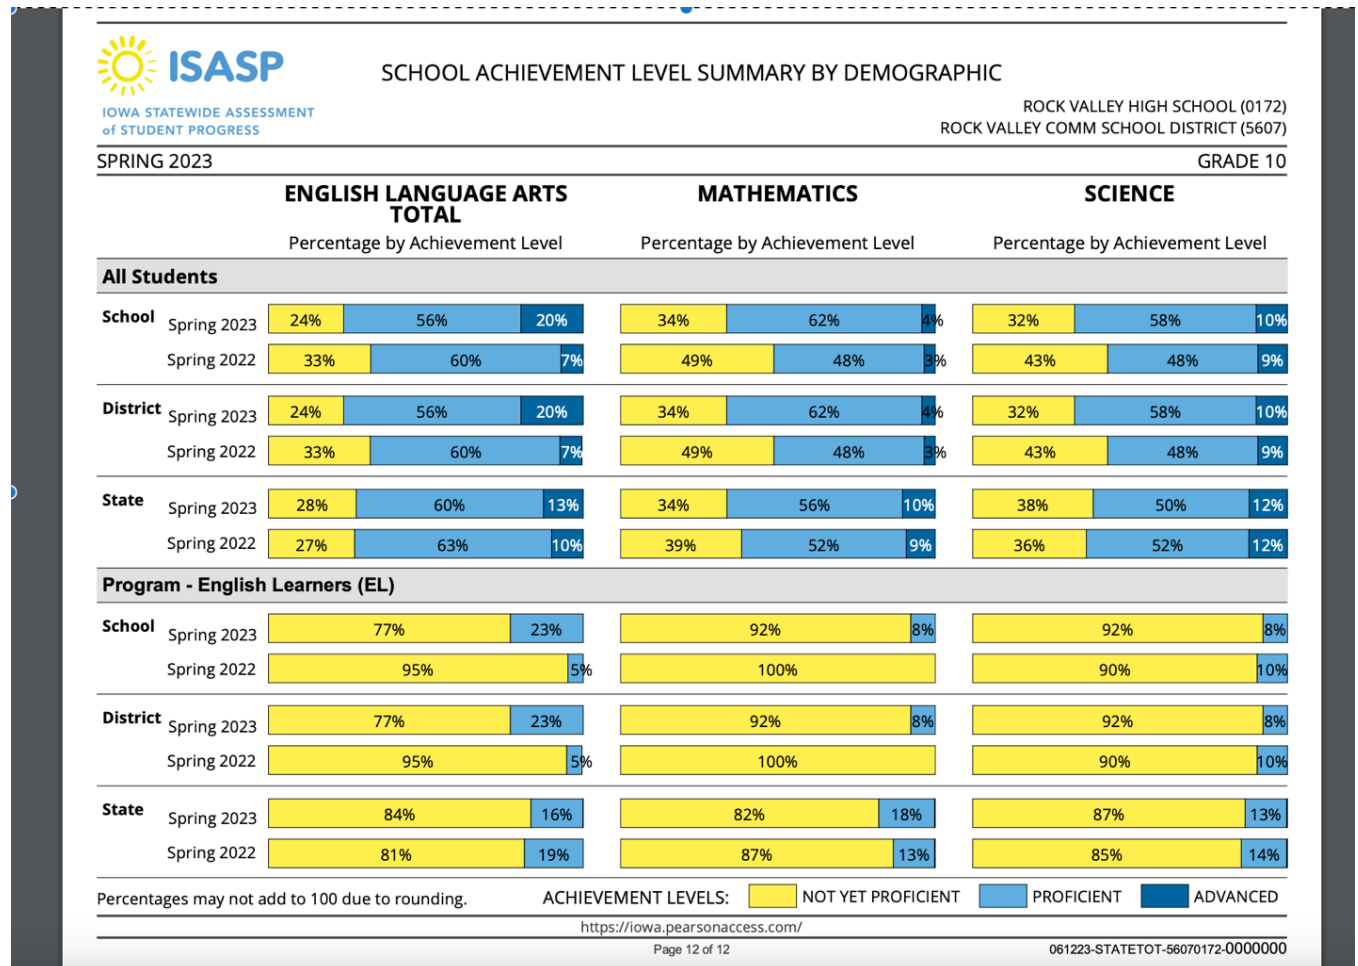 ISASP
IOWA STATEWIDE ASSESSMENT
of STUDENT PROGRESS
SCHOOL ACHIEVEMENT LEVEL SUMMARY BY DEMOGRAPHIC
ROCK VALLEY HIGH SCHOOL (0172)
ROCK VALLEY COMM SCHOOL DISTRICT (5607)
SPRING 2023 GRADE 10
ENGLISH LANGUAGE ARTS TOTAL
MATHEMATICS
SCIENCE
Percentage by Achievement Level Percentage by Achievement Level Percentage by Achievement Level
All Students
School Spring 2023 24% 56% 20% 34% 62% 4% 32% 58% 10%
Spring 2022 33% 60% 7% 49% 48% 3% 43% 48% 9%
District Spring 2023 24% 56% 20% 34% 62% 4% 32% 58% 10%
Spring 2022 33% 60% 7% 49% 48% 3% 43% 48% 9%
State Spring 2023 28% 60% 13% 34% 56% 10% 38% 50% 12%
Spring 2022 27% 63% 10% 39% 52% 9% 36% 52% 12%
Program - English Learners (EL)
School Spring 2023 77% 23% 92% 8% 92% 8%
Spring 2022 95% 5% 100% 90% 10%
District Spring 2023 77% 23% 92% 8% 92% 8%
Spring 2022 95% 5% 100% 90% 10%
State Spring 2023 84% 16% 82% 18% 87% 13%
Spring 2022 81% 19% 87% 13% 85% 14%
Percentages may not add to 100 due to rounding. ACHIEVEMENT LEVELS: NOT YET PROFICIENT PROFICIENT ADVANCED
https://iowa.pearsonaccess.com/
Page 12 of 12 061223-STATETOT-56070172-0000000